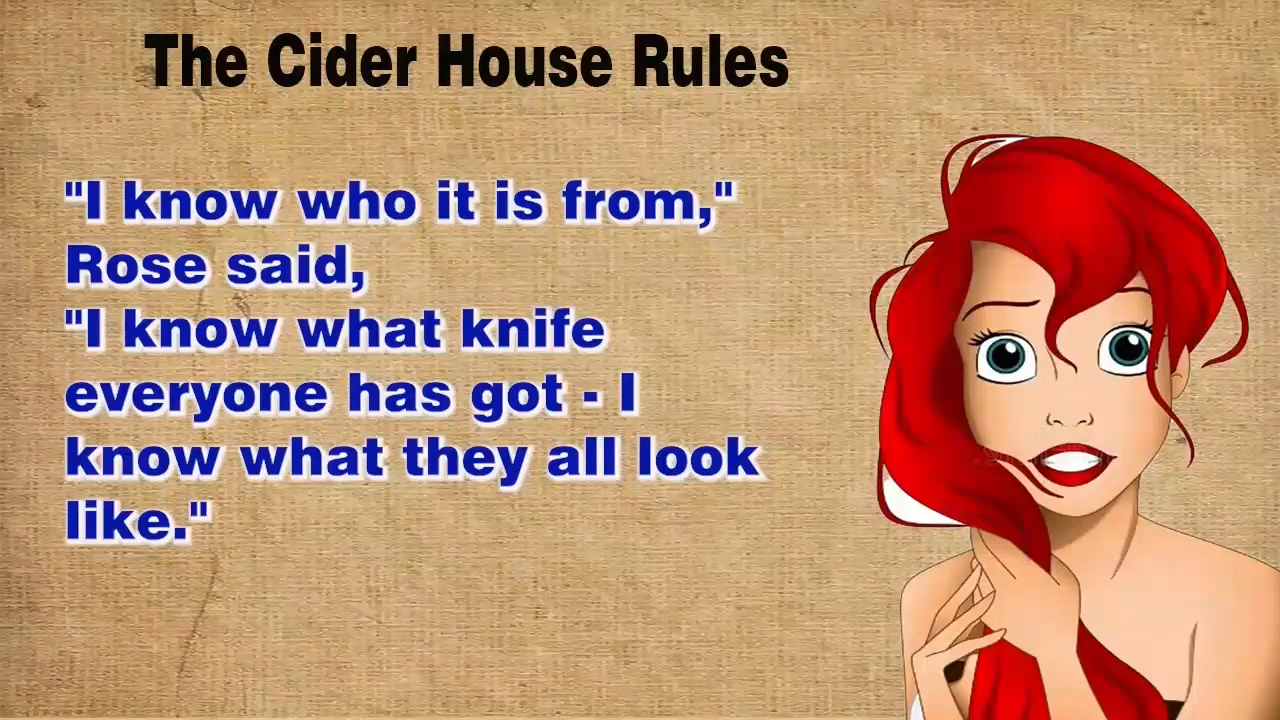 The Cider House Rules
"I know who it is from,"
Rose said,
"I know what knife
everyone has got - I
know what they all look
like."